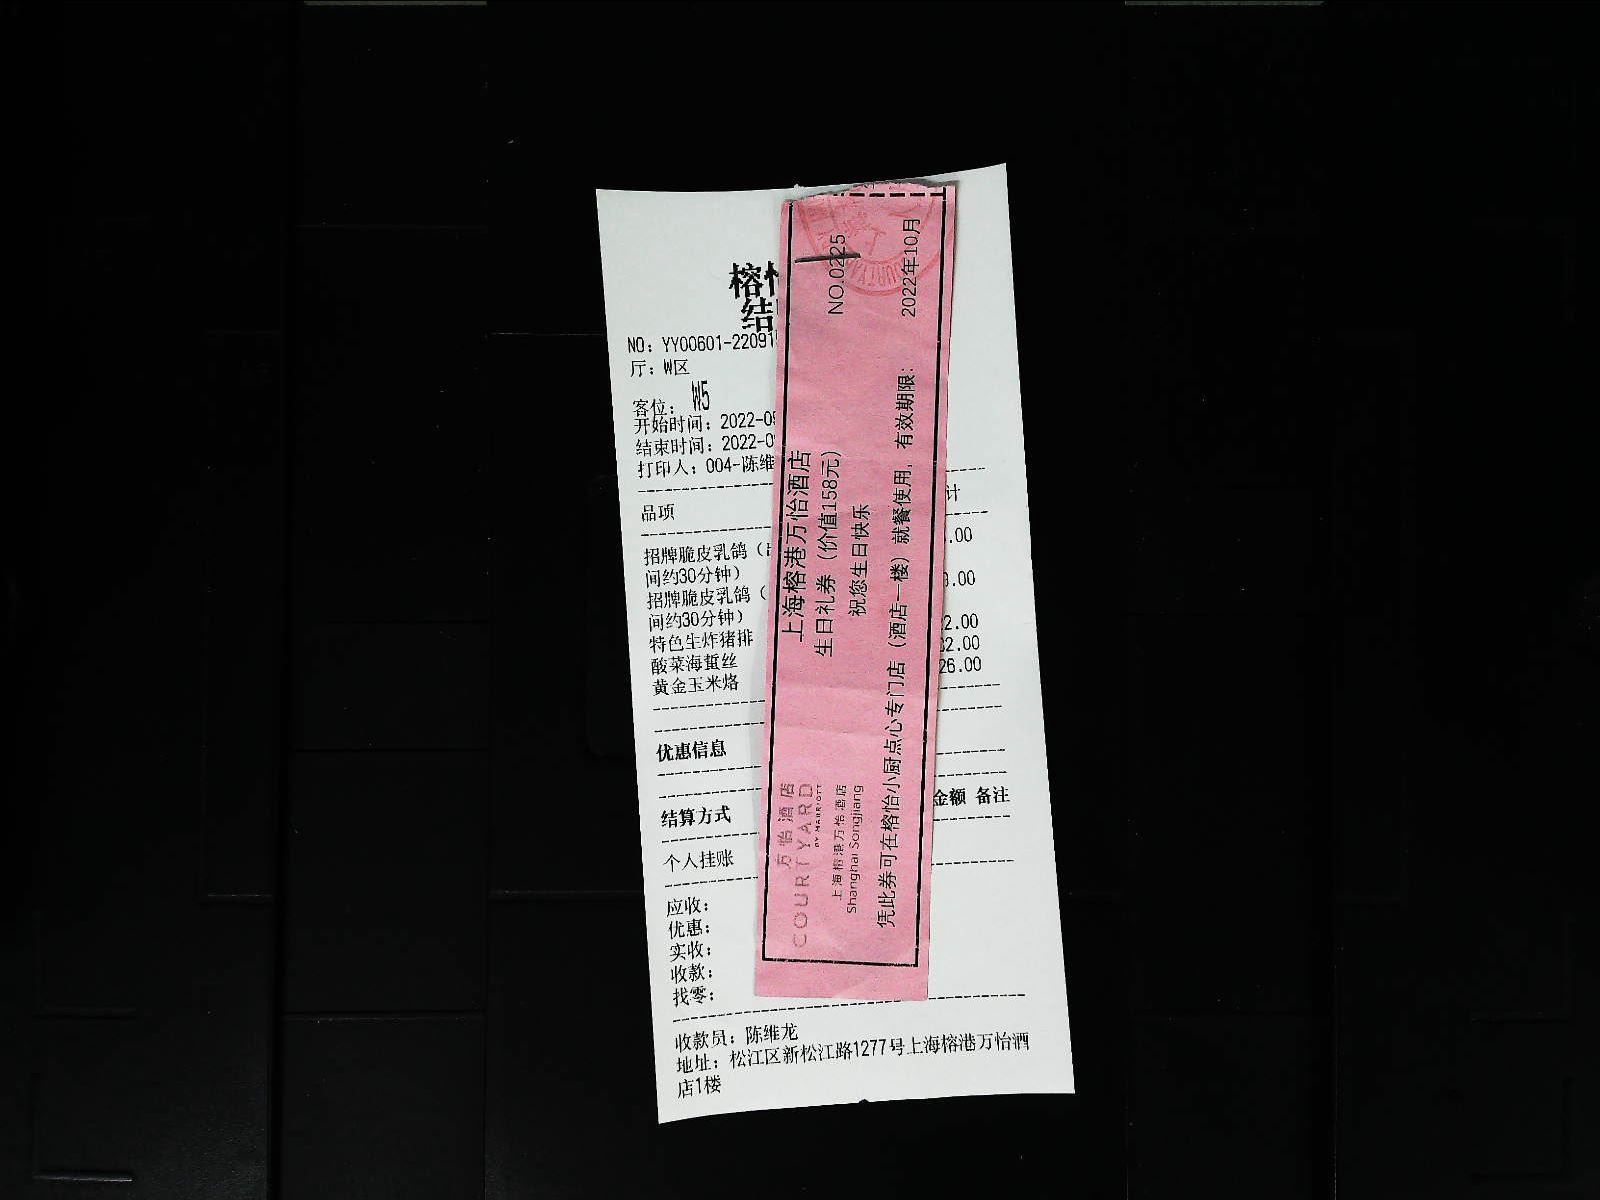 榕
结
NO: YY00601-2209
厅: W区
客位: W5
开始时间: 2022-0
结束时间: 2022-0
打印人: 004-陈维
计
品项
招牌脆皮乳鸽 (
间约30分钟)
.00
招牌脆皮乳鸽 (
间约30分钟)
.00
特色生炸猪排
2.00
酸菜海蜇丝
32.00
黄金玉米烙
26.00
优惠信息
结算方式
金额 备注
个人挂账
应收:
优惠:
实收:
收款:
找零:
收款员: 陈维龙
地址: 松江区新松江路1277号上海榕港万怡酒
店1楼
万怡酒店
COURTYARD
BY MARRIOTT
上海榕港万怡酒店
Shanghai Songjiang
上海榕港万怡酒店
生日礼券 (价值158元)
NO.0225
祝您生日快乐
凭此券可在榕怡小厨点心专门店 (酒店一楼) 就餐使用, 有效期限: 2022年10月